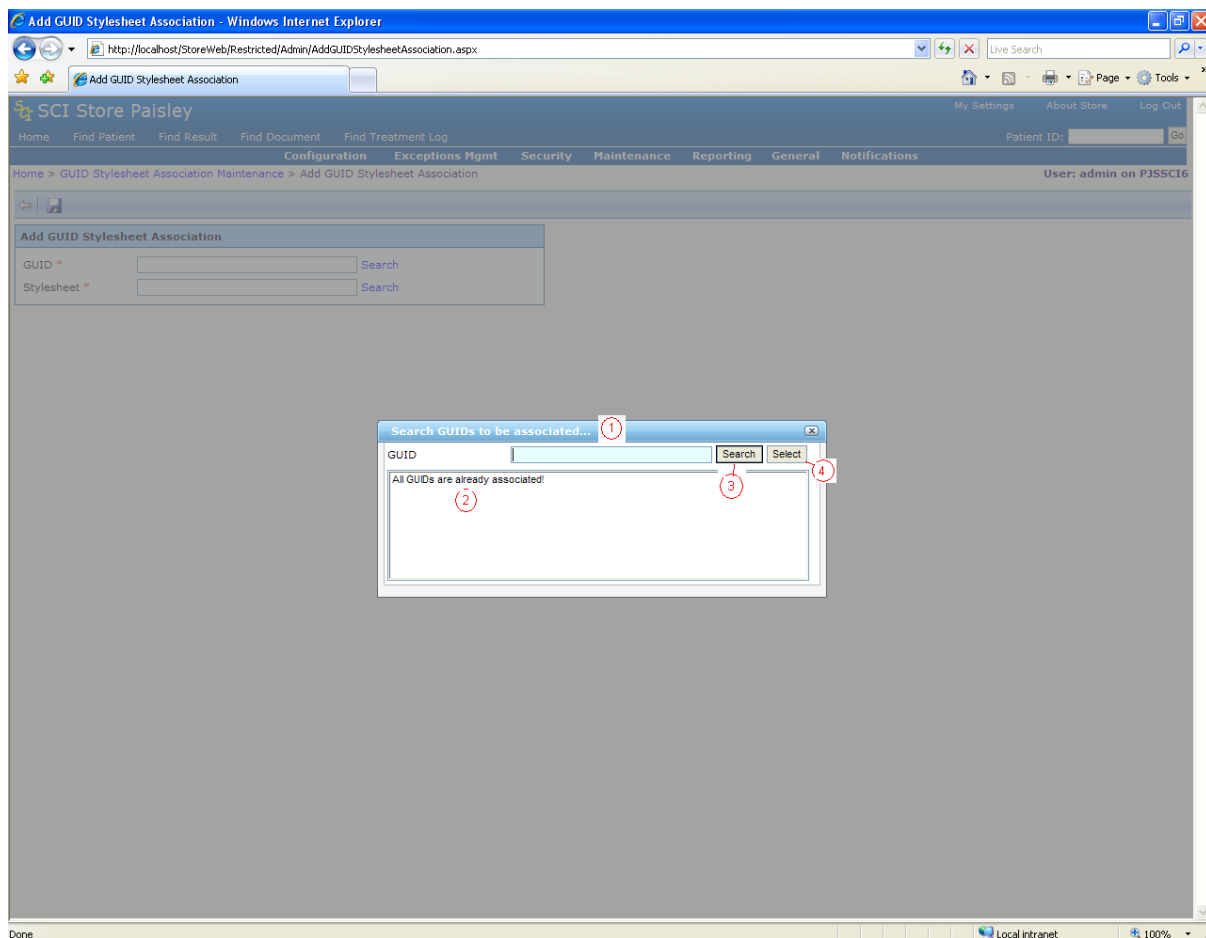 Add GUID Stylesheet Association - Windows Internet Explorer
http://localhost/StoreWeb/Restricted/Admin/AddGUIDStylesheetAssociation.aspx
Live Search
Add GUID Stylesheet Association
Page
Tools
SCI Store Paisley
My Settings
About Store
Log Out
Home
Find Patient
Find Result
Find Document
Find Treatment Log
Patient ID:
Go
Configuration
Exceptions Mgmt
Security
Maintenance
Reporting
General
Notifications
Home > GUID Stylesheet Association Maintenance > Add GUID Stylesheet Association
User: admin on PJSSCI6
Add GUID Stylesheet Association
GUID *
Search
Stylesheet *
Search
Search GUIDs to be associated...
1
GUID
Search
Select
All GUIDs are already associated!
2
3
4
Done
Local intranet
100%